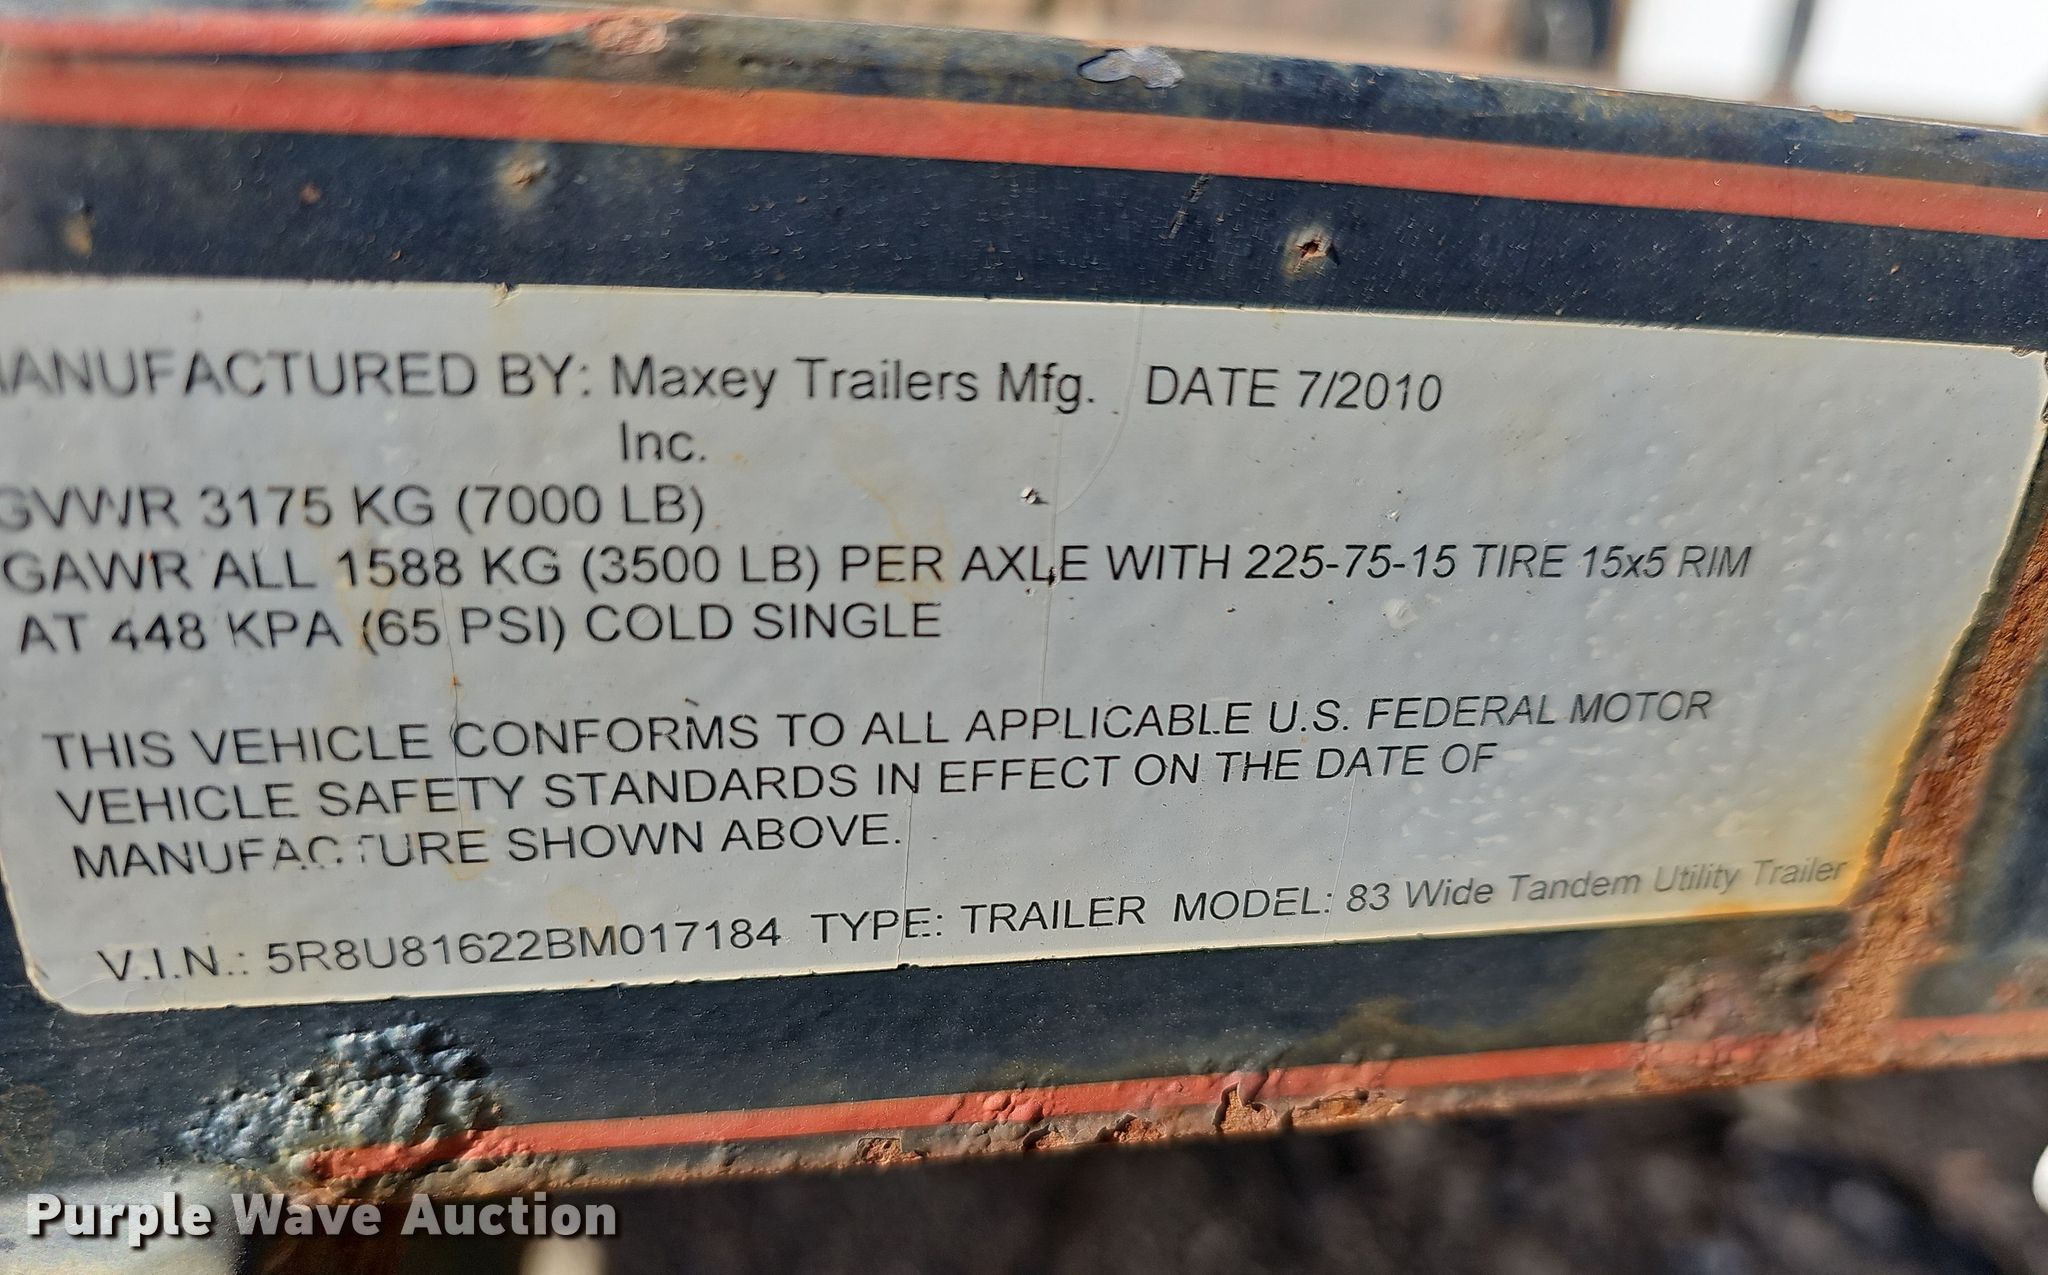 MANUFACTURED BY: Maxey Trailers Mfg. DATE 7/2010
Inc.
GVWR 3175 KG (7000 LB)
GAWR ALL 1588 KG (3500 LB) PER AXLE WITH 225-75-15 TIRE 15x5 RIM
AT 448 KPA (65 PSI) COLD SINGLE
THIS VEHICLE CONFORMS TO ALL APPLICABLE U.S. FEDERAL MOTOR
VEHICLE SAFETY STANDARDS IN EFFECT ON THE DATE OF
MANUFACTURE SHOWN ABOVE.
V.I.N.: 5R8U81622BM017184 TYPE: TRAILER MODEL: 83 Wide Tandem Utility Trailer
Purple Wave Auction